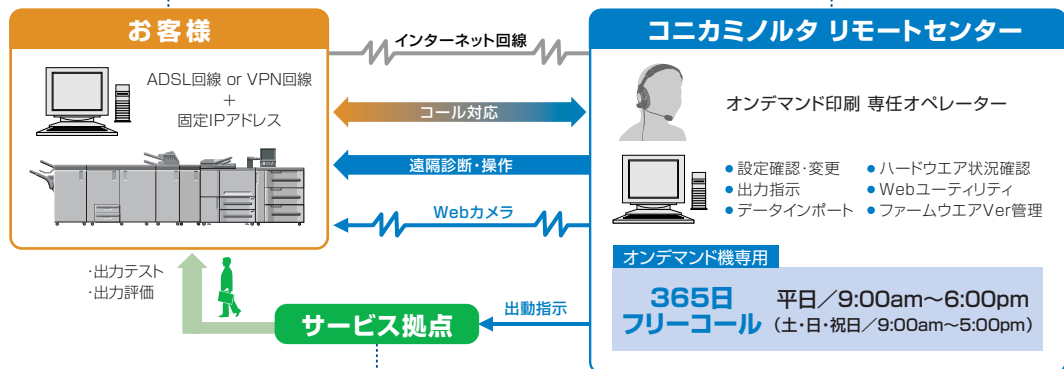 お客様
ADSL回線 or VPN回線
+
固定IPアドレス
インターネット回線
コール対応
遠隔診断・操作
Webカメラ
コニカミノルタ リモートセンター
オンデマンド印刷 専任オペレーター
●設定確認・変更
●出力指示
●データインポート
●ハードウエア状況確認
●Webユーティリティ
●ファームウエアVer管理
オンデマンド機専用
365日
フリーコール
平日／9:00am〜6:00pm
（土・日・祝日／9:00am〜5:00pm）
・出力テスト
・出力評価
サービス拠点
出動指示